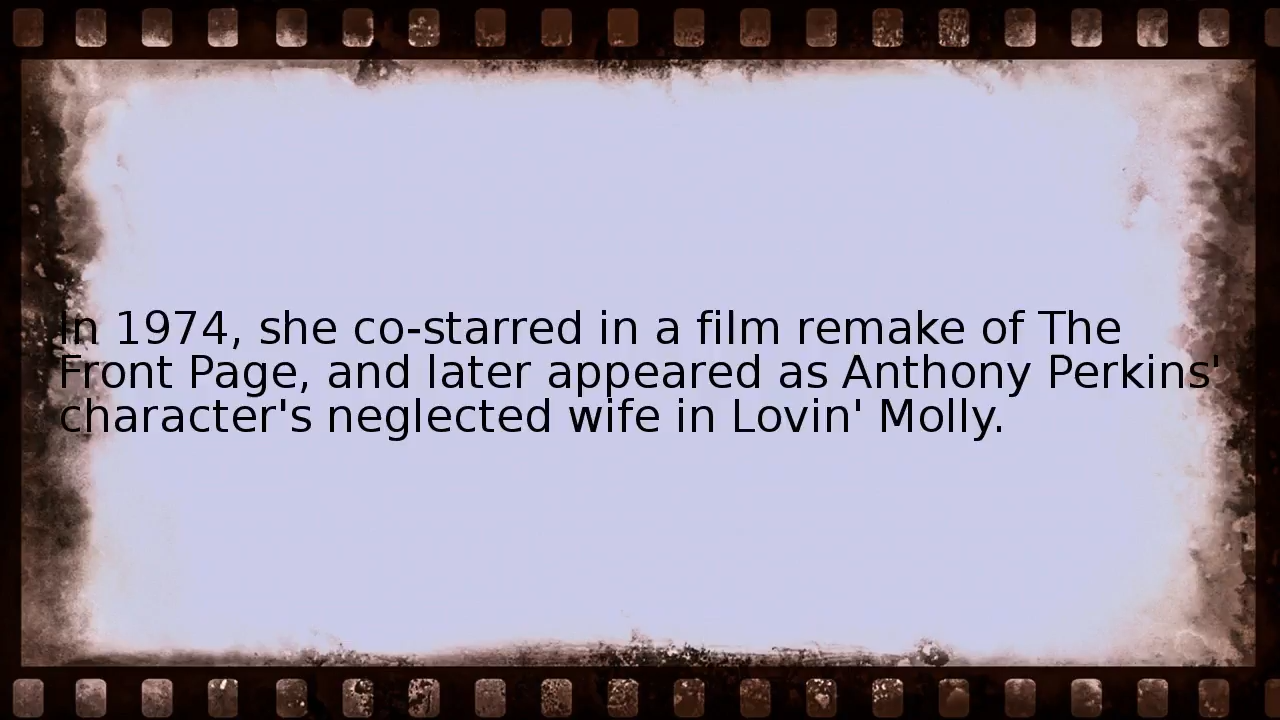 In 1974, she co-starred in a film remake of The
Front Page, and later appeared as Anthony Perkins'
character's neglected wife in Lovin' Molly.